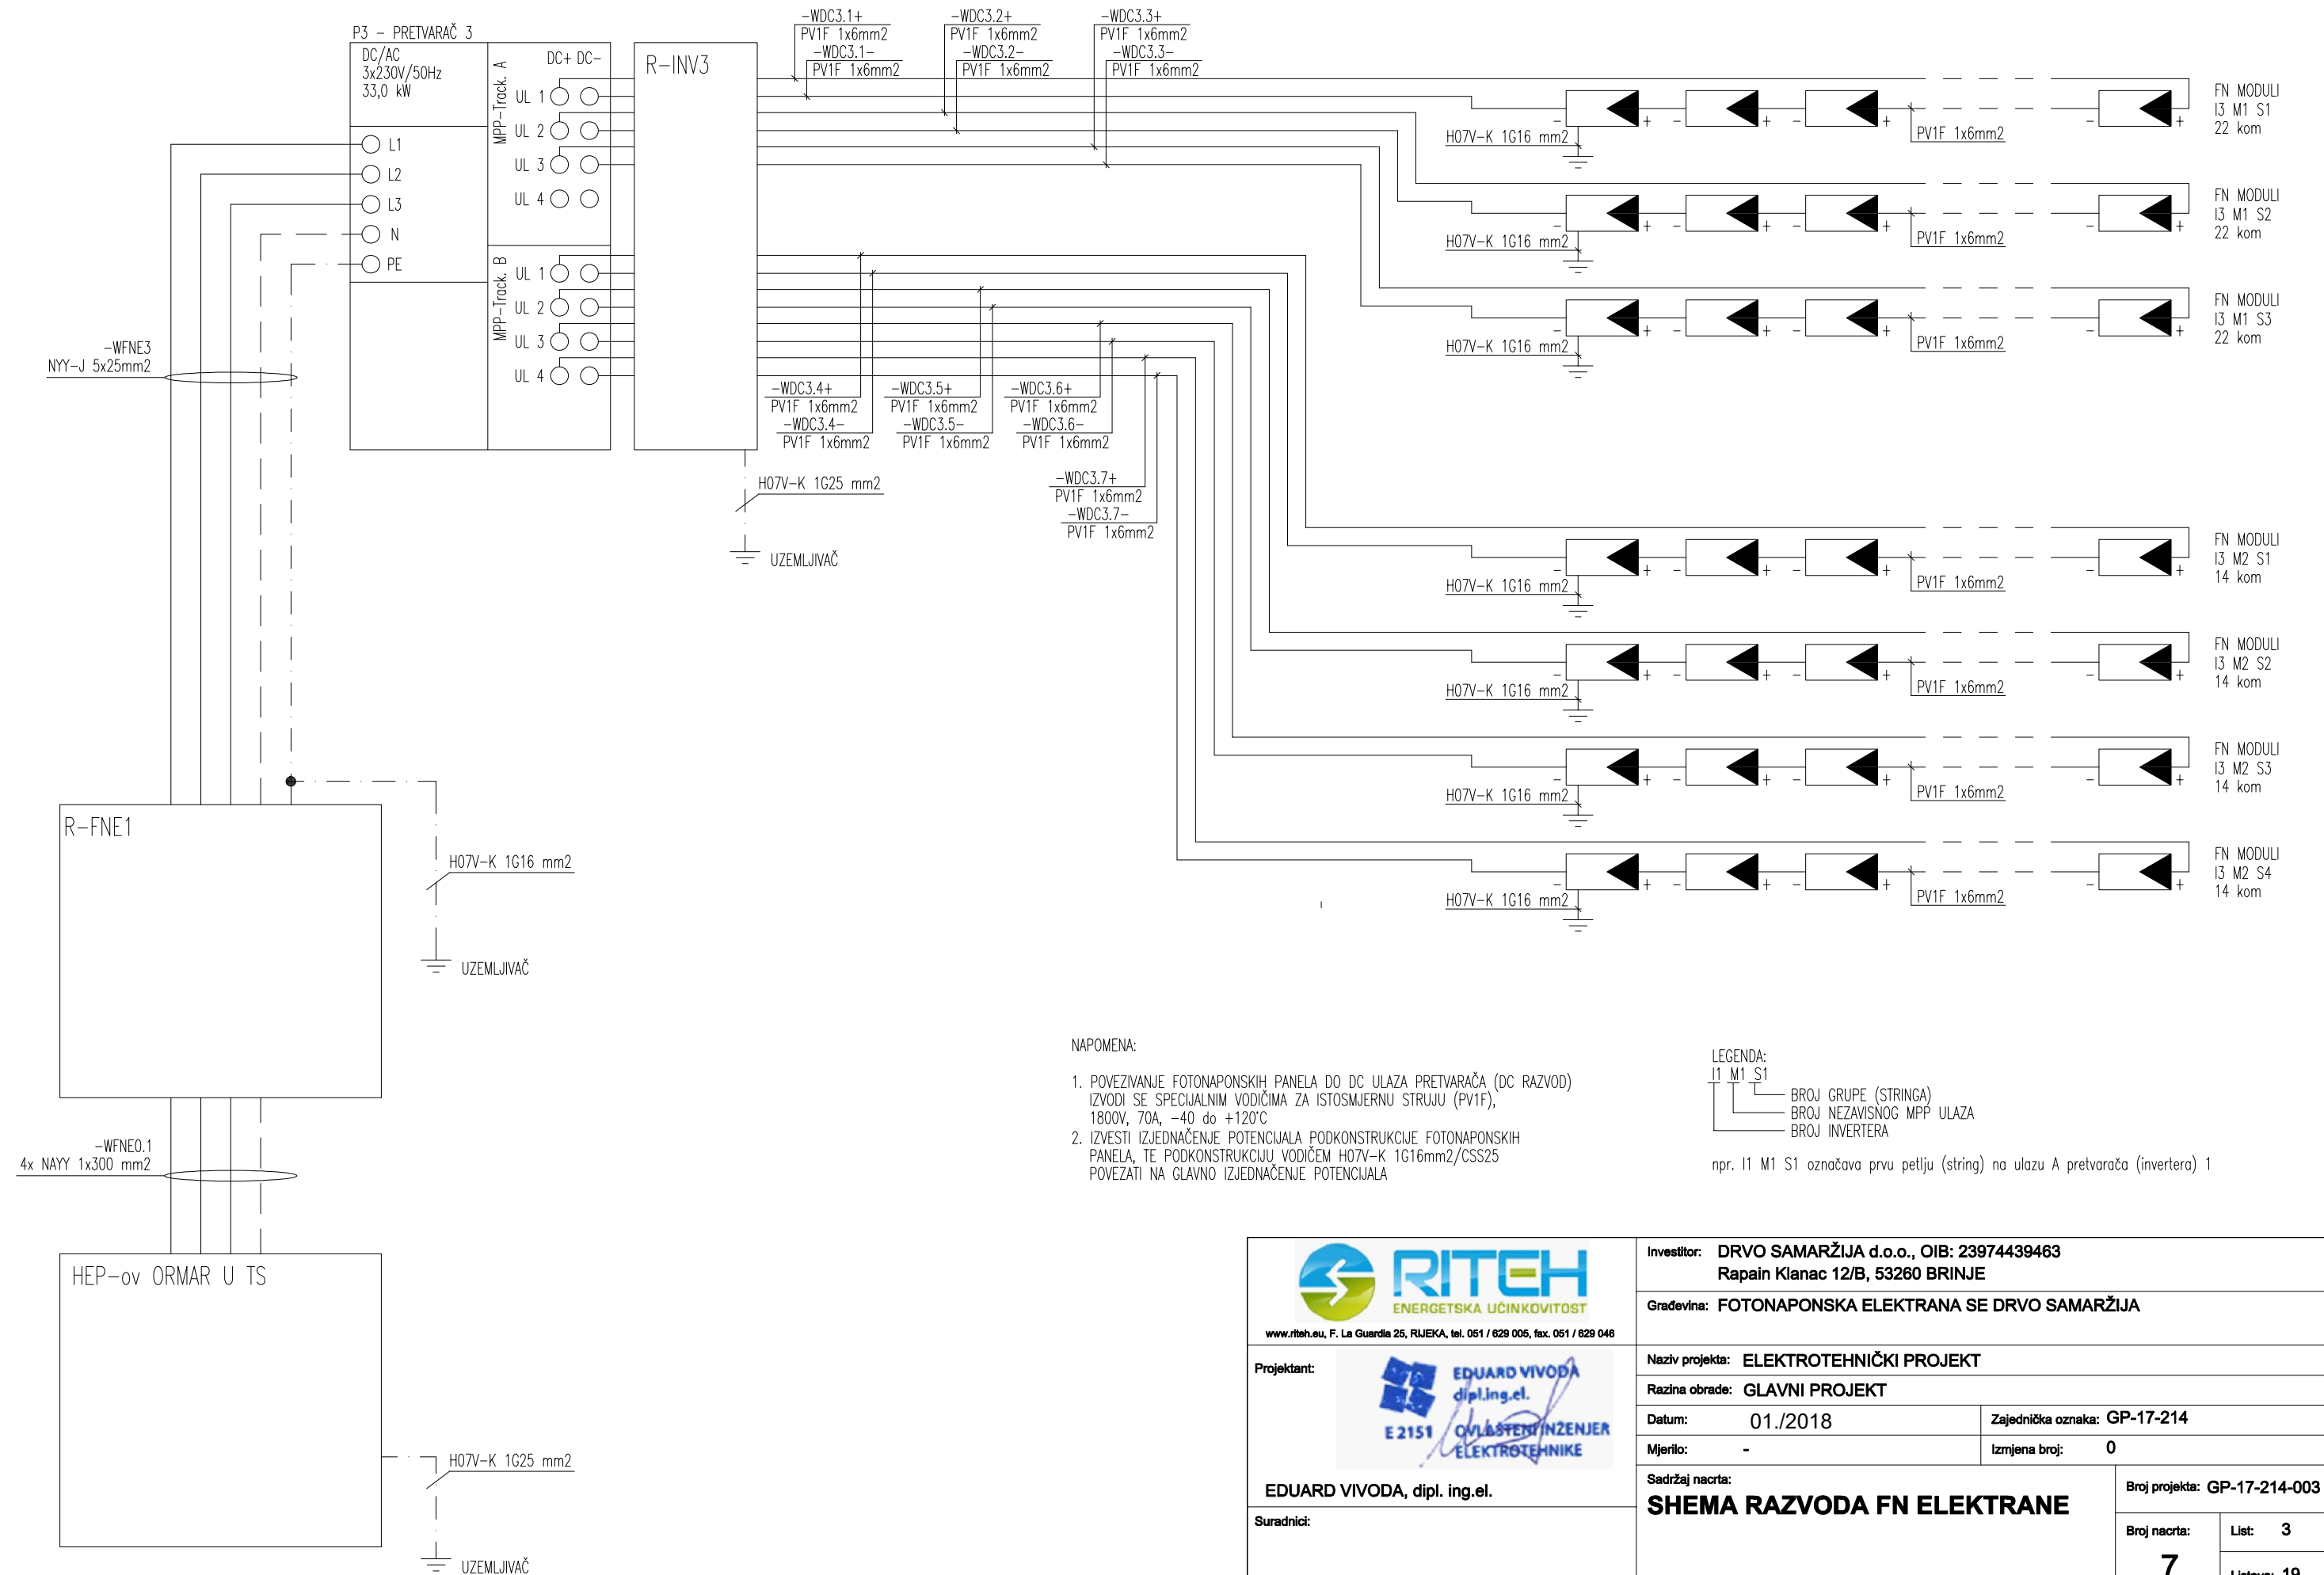 P3 – PRETVARAČ 3
DC/AC
3x230V/50Hz
33,0 kW
L1
L2
L3
N
PE
MPP-Track. A
DC+ DC-
UL 1
UL 2
UL 3
UL 4
MPP-Track. B
UL 1
UL 2
UL 3
UL 4
R-INV3
-WDC3.1+
PV1F 1x6mm2
-WDC3.1-
PV1F 1x6mm2
-WDC3.2+
PV1F 1x6mm2
-WDC3.2-
PV1F 1x6mm2
-WDC3.3+
PV1F 1x6mm2
-WDC3.3-
PV1F 1x6mm2
H07V-K 1G16 mm2
PV1F 1x6mm2
FN MODULI
I3 M1 S1
22 kom
H07V-K 1G16 mm2
PV1F 1x6mm2
FN MODULI
I3 M1 S2
22 kom
H07V-K 1G16 mm2
PV1F 1x6mm2
FN MODULI
I3 M1 S3
22 kom
-WFNE3
NYY-J 5x25mm2
-WDC3.4+
PV1F 1x6mm2
-WDC3.4-
PV1F 1x6mm2
-WDC3.5+
PV1F 1x6mm2
-WDC3.5-
PV1F 1x6mm2
-WDC3.6+
PV1F 1x6mm2
-WDC3.6-
PV1F 1x6mm2
-WDC3.7+
PV1F 1x6mm2
-WDC3.7-
PV1F 1x6mm2
H07V-K 1G25 mm2
UZEMLJIVAČ
H07V-K 1G16 mm2
PV1F 1x6mm2
FN MODULI
I3 M2 S1
14 kom
H07V-K 1G16 mm2
PV1F 1x6mm2
FN MODULI
I3 M2 S2
14 kom
H07V-K 1G16 mm2
PV1F 1x6mm2
FN MODULI
I3 M2 S3
14 kom
H07V-K 1G16 mm2
PV1F 1x6mm2
FN MODULI
I3 M2 S4
14 kom
R-FNE1
H07V-K 1G16 mm2
UZEMLJIVAČ
-WFNE0.1
4x NAYY 1x300 mm2
HEP-ov ORMAR U TS
H07V-K 1G25 mm2
UZEMLJIVAČ
NAPOMENA:
1. POVEZIVANJE FOTONAPONSKIH PANELA DO DC ULAZA PRETVARAČA (DC RAZVOD)
IZVODI SE SPECIJALNIM VODIČIMA ZA ISTOSMJERNU STRUJU (PV1F),
1800V, 70A, -40 do +120°C
2. IZVESTI IZJEDNAČENJE POTENCIJALA PODKONSTRUKCIJE FOTONAPONSKIH
PANELA, TE PODKONSTRUKCIJU VODIČEM H07V-K 1G16mm2/CSS25
POVEZATI NA GLAVNO IZJEDNAČENJE POTENCIJALA
LEGENDA:
I1 M1 S1
BROJ GRUPE (STRINGA)
BROJ NEZAVISNOG MPP ULAZA
BROJ INVERTERA
npr. I1 M1 S1 označava prvu petlju (string) na ulazu A pretvarača (invertera) 1
RITEH
ENERGETSKA UČINKOVITOST
www.riteh.eu, F. La Guardia 25, RIJEKA, tel. 051 / 629 005, fax. 051 / 629 046
Investitor: DRVO SAMARŽIJA d.o.o., OIB: 23974439463
Rapain Klanac 12/B, 53260 BRINJE
Građevina: FOTONAPONSKA ELEKTRANA SE DRVO SAMARŽIJA
Projektant:
EDUARD VIVODA
dipl.ing.el.
E 2151 OVLAŠTENI INŽENJER
ELEKTROTEHNIKE
EDUARD VIVODA, dipl. ing.el.
Suradnici:
Naziv projekta: ELEKTROTEHNIČKI PROJEKT
Razina obrade: GLAVNI PROJEKT
Datum: 01./2018
Zajednička oznaka: GP-17-214
Mjerilo: -
Izmjena broj: 0
Sadržaj nacrta:
SHEMA RAZVODA FN ELEKTRANE
Broj projekta: GP-17-214-003
Broj nacrta:
7
List: 3
Listova: 19